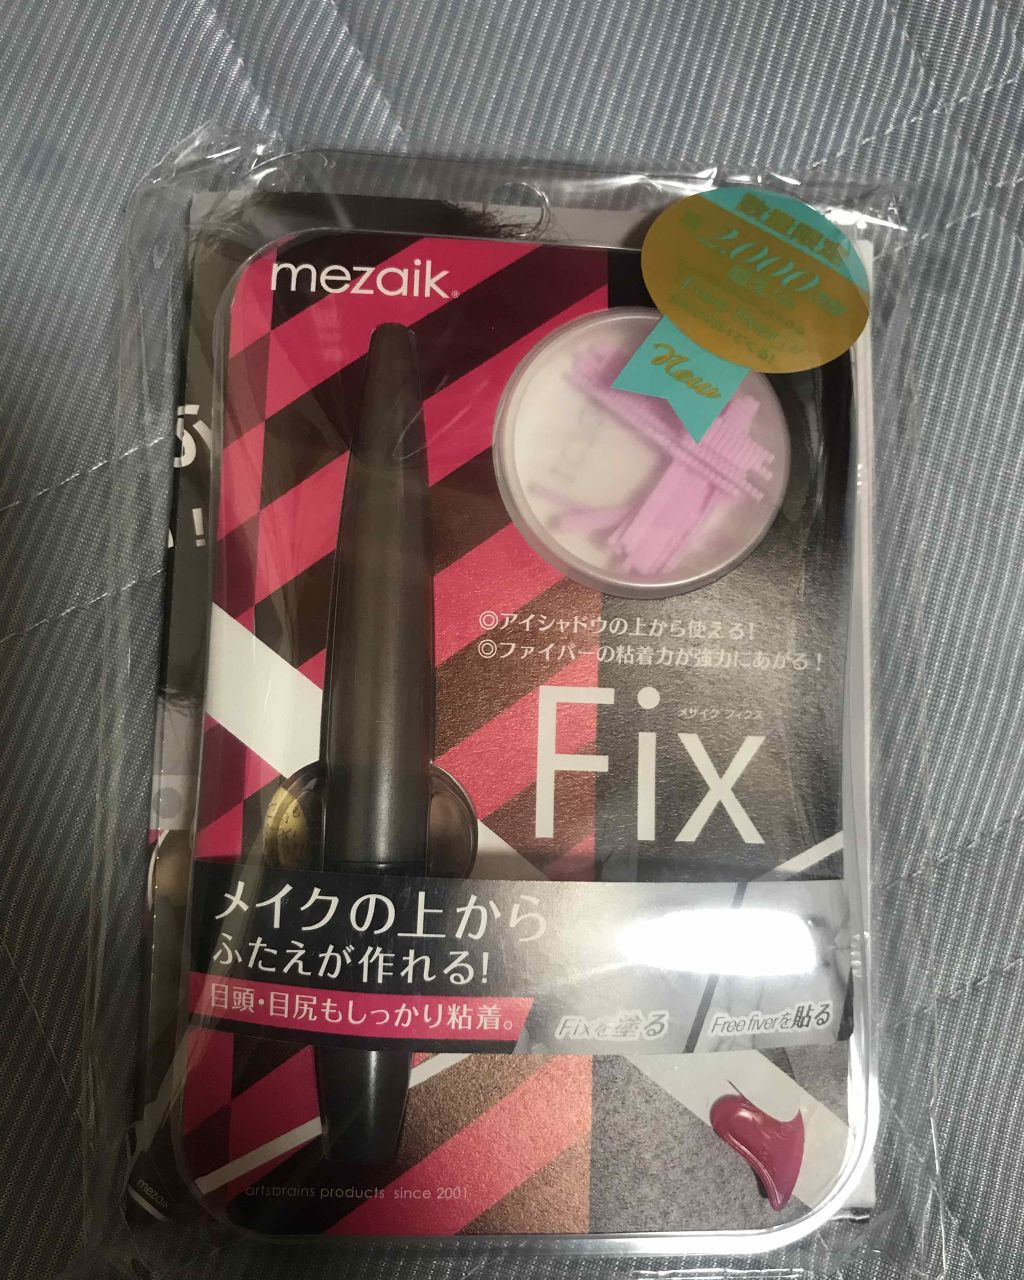 mezaik®
数量限定
2,000
New
◎アイシャドウの上から使える!
◎ファイバーの粘着力が強力にあがる!
メザイク フィクス
Fix
メイクの上から
ふたえが作れる!
目頭・目尻もしっかり粘着。
Fixを塗る
Free fiverを貼る
artsbrains products since 2001
mezaik